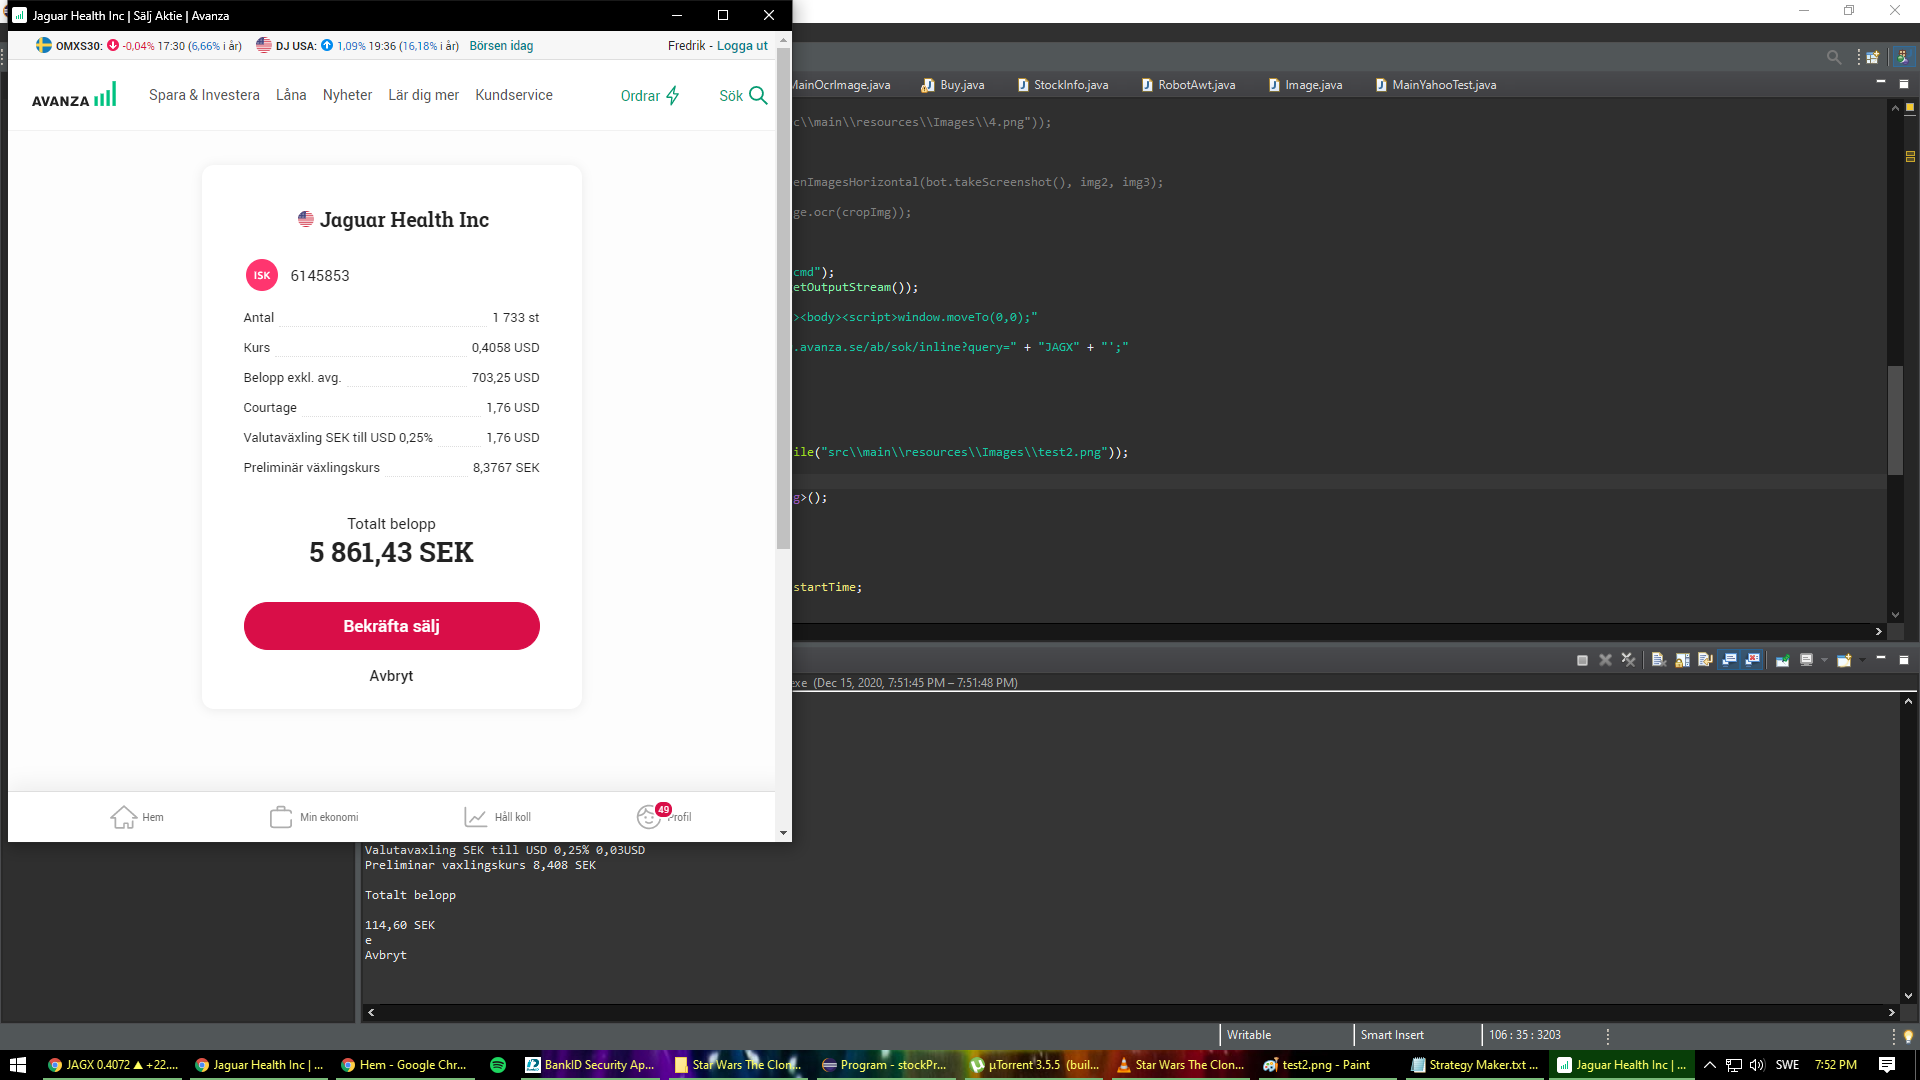 Jaguar Health Inc | Sälj Aktie | Avanza
OMXS30: -0,04% 17:30 (6,66% i år) DJ USA: 1,09% 19:36 (16,18% i år) Börsen idag Fredrik - Logga ut
AVANZA Spara & Investera Låna Nyheter Lär dig mer Kundservice Ordrar Sök
Jaguar Health Inc
ISK 6145853
Antal 1 733 st
Kurs 0,4058 USD
Belopp exkl. avg. 703,25 USD
Courtage 1,76 USD
Valutaväxling SEK till USD 0,25% 1,76 USD
Preliminär växlingskurs 8,3767 SEK
Totalt belopp
5 861,43 SEK
Bekräfta sälj
Avbryt
Hem Min ekonomi Håll koll 49 Profil
MainOcrImage.java Buy.java StockInfo.java RobotAwt.java Image.java MainYahooTest.java
c\\main\\resources\\Images\\4.png"));
enImagesHorizontal(bot.takeScreenshot(), img2, img3);
ge.ocr(cropImg));
cmd");
etOutputStream());
><body><script>window.moveTo(0,0);"
.avanza.se/ab/sok/inline?query=" + "JAGX" + "';"
ile("src\\main\\resources\\Images\\test2.png"));
g>();
startTime;
exe (Dec 15, 2020, 7:51:45 PM – 7:51:48 PM)
Valutavaxling SEK till USD 0,25% 0,03USD
Preliminar vaxlingskurs 8,408 SEK
Totalt belopp
114,60 SEK
e
Avbryt
Writable Smart Insert 106 : 35 : 3203
JAGX 0.4072 ▲ +22.... Jaguar Health Inc | ... Hem - Google Chr... BankID Security Ap... Star Wars The Clon... Program - stockPr... µTorrent 3.5.5 (buil... Star Wars The Clon... test2.png - Paint Strategy Maker.txt ... Jaguar Health Inc | ... SWE 7:52 PM